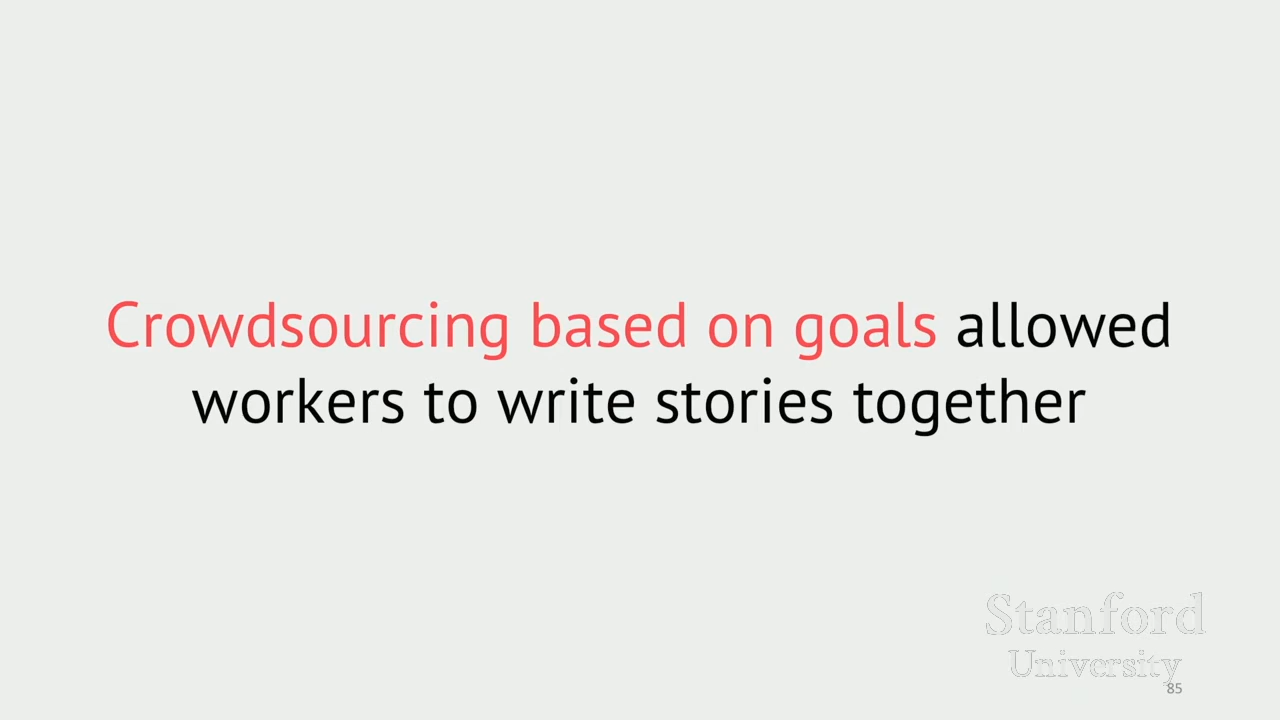 Crowdsourcing based on goals allowed
workers to write stories together
Stanford
University
85